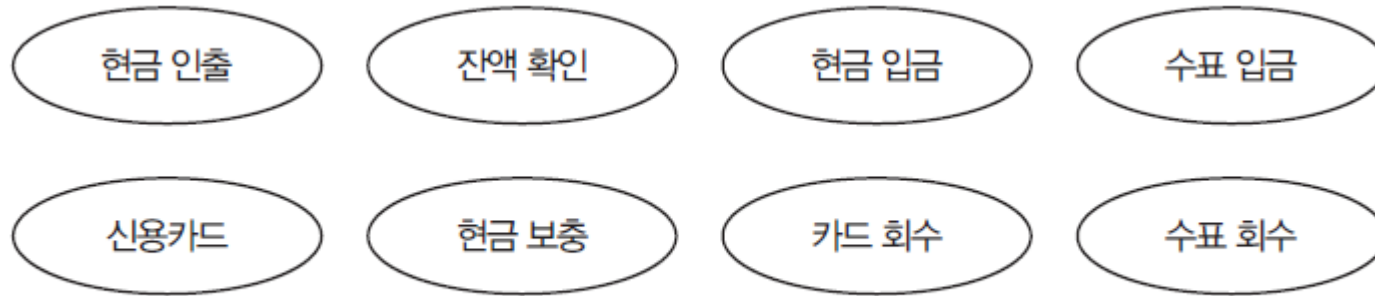 현금 인출 잔액 확인 현금 입금 수표 입금
신용카드 현금 보충 카드 회수 수표 회수